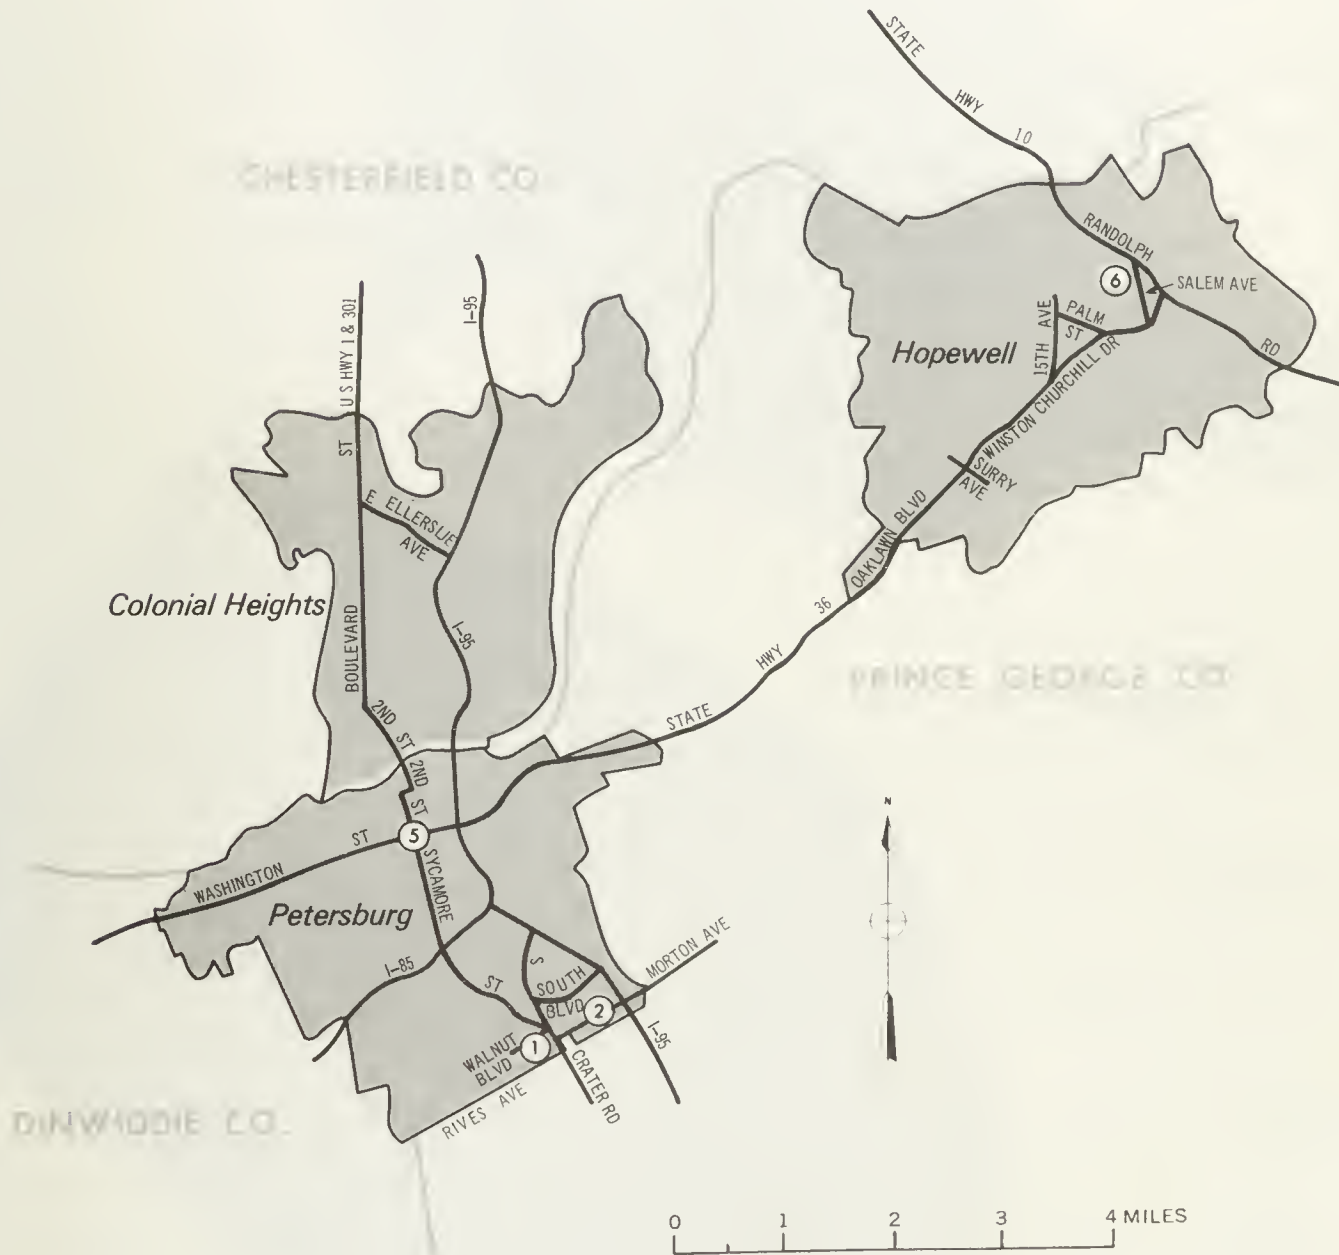 STATE
HWY
10
CHESTERFIELD CO.
RANDOLPH
6
SALEM AVE
RD
15TH AVE
PALM
ST
Hopewell
WINSTON CHURCHILL DR
SURRY
AVE
OAKLAWN BLVD
36
HWY
STATE
PRINCE GEORGE CO.
I-95
U S HWY 1 & 301
ST
E ELLERSLIE
AVE
Colonial Heights
BOULEVARD
I-95
2ND ST
2ND
ST
5
WASHINGTON
ST
SYCAMORE
Petersburg
I-85
ST
S
SOUTH
BLVD
2
MORTON AVE
I-95
WALNUT
BLVD
1
CRATER RD
RIVES AVE
DINWIDDIE CO.
N
0 1 2 3 4 MILES